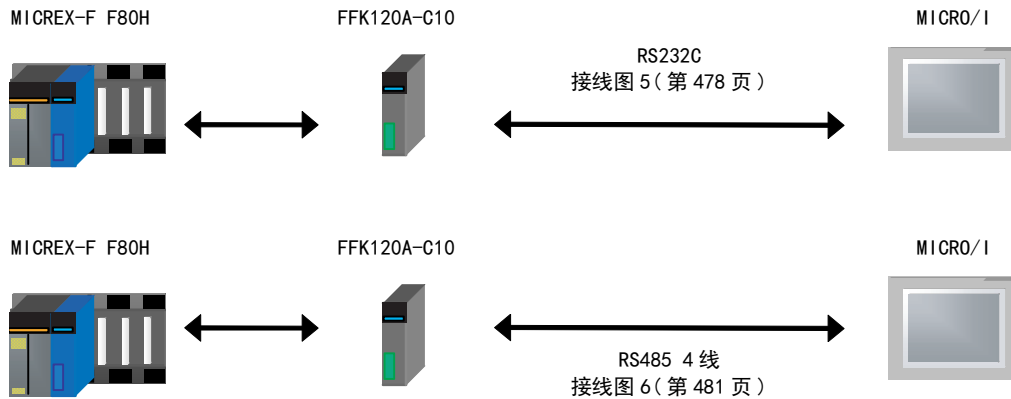 MICREX-F F80H
FFK120A-C10
MICRO/I
RS232C
接线图 5( 第 478 页 )
MICREX-F F80H
FFK120A-C10
MICRO/I
RS485 4 线
接线图 6( 第 481 页 )